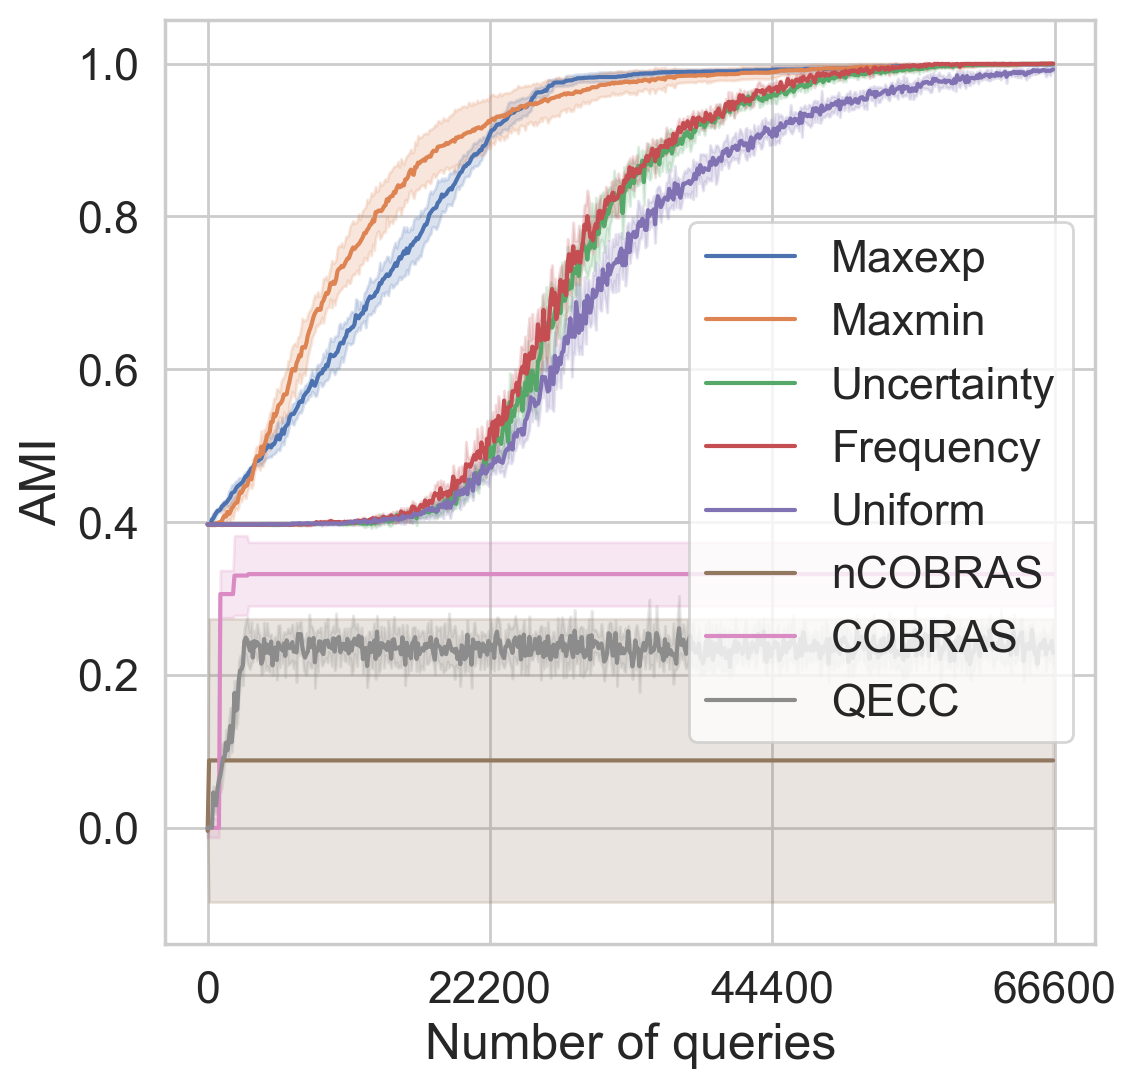 1.0
0.8
0.6
0.4
0.2
0.0
AMI
Maxexp
Maxmin
Uncertainty
Frequency
Uniform
nCOBRAS
COBRAS
QECC
0 22200 44400 66600
Number of queries